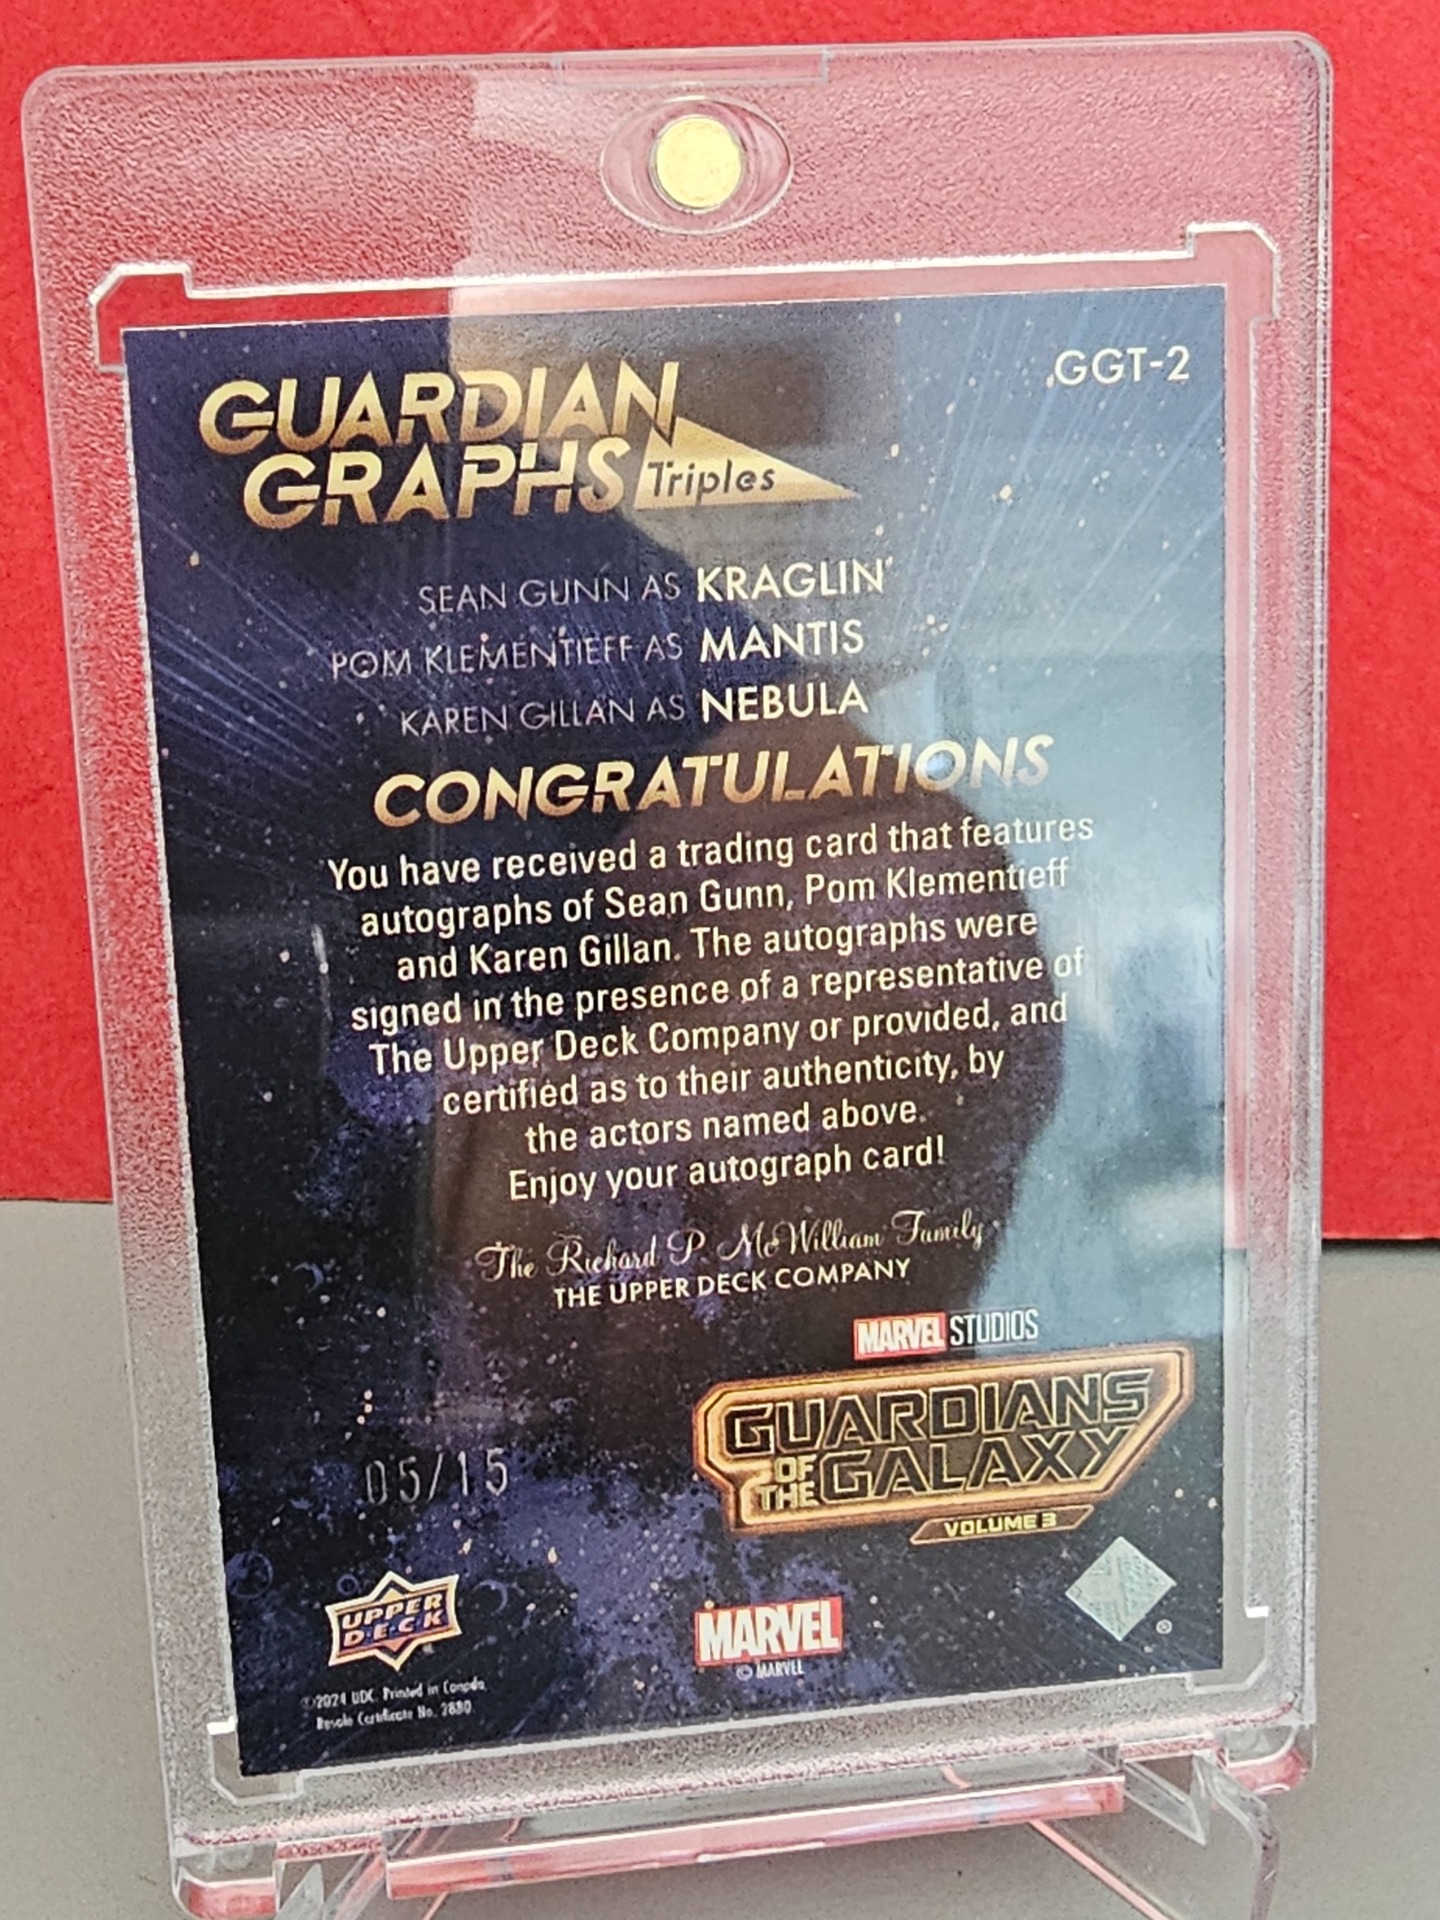 GGT-2
GUARDIAN
GRAPHS Triples
SEAN GUNN AS KRAGLIN
POM KLEMENTIEFF AS MANTIS
KAREN GILLAN AS NEBULA
CONGRATULATIONS
You have received a trading card that features
autographs of Sean Gunn, Pom Klementieff
and Karen Gillan. The autographs were
signed in the presence of a representative of
The Upper Deck Company or provided, and
certified as to their authenticity, by
the actors named above.
Enjoy your autograph card!
The Richard P. McWilliam Family
THE UPPER DECK COMPANY
MARVEL STUDIOS
GUARDIANS
OF THE GALAXY
VOLUME 3
05/15
UPPER
DECK
MARVEL
© MARVEL
©2024 UDC. Printed in Canada.
Resale Certificate No. 2880
®